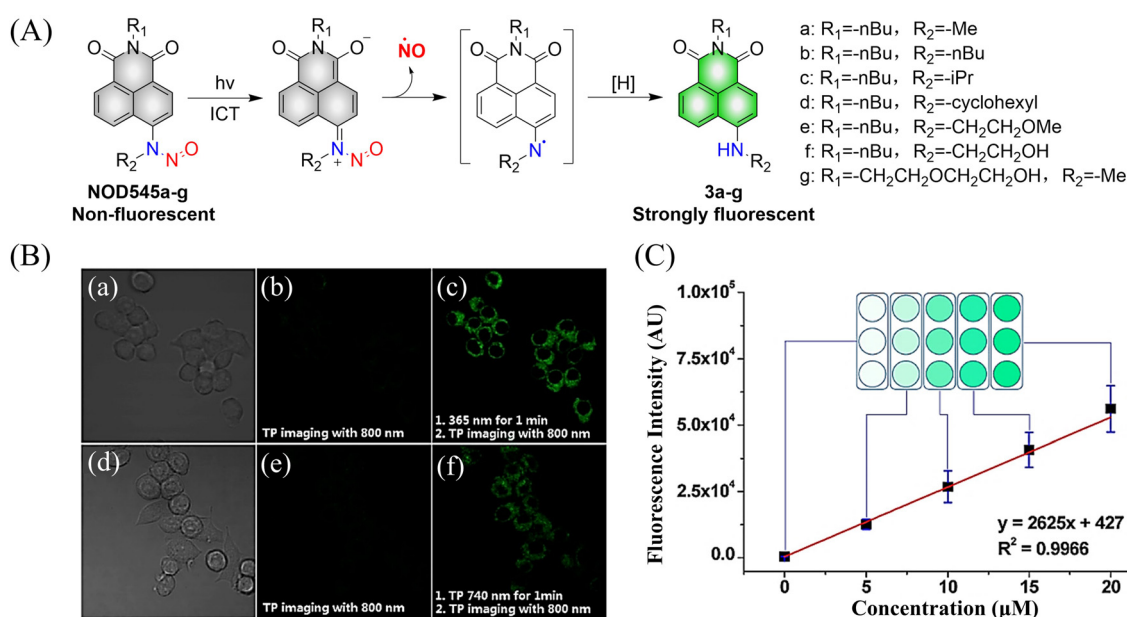 (A)
R1
O
N
O
R2
N
N
O
NOD545a-g
Non-fluorescent
hν
ICT
R1
O
N
O−
R2
N
+
N
O
NO
R1
O
N
O
R2
N
[H]
R1
O
N
O
HN
R2
3a-g
Strongly fluorescent
a: R1=-nBu, R2=-Me
b: R1=-nBu, R2=-nBu
c: R1=-nBu, R2=-iPr
d: R1=-nBu, R2=-cyclohexyl
e: R1=-nBu, R2=-CH2CH2OMe
f: R1=-nBu, R2=-CH2CH2OH
g: R1=-CH2CH2OCH2CH2OH, R2=-Me
(B)
(a)
(b)
TP imaging with 800 nm
(c)
1. 365 nm for 1 min
2. TP imaging with 800 nm
(d)
(e)
TP imaging with 800 nm
(f)
1. TP 740 nm for 1min
2. TP imaging with 800 nm
(C)
Fluorescence Intensity (AU)
1.0x10⁵
7.5x10⁴
5.0x10⁴
2.5x10⁴
0.0
y = 2625x + 427
R² = 0.9966
0 5 10 15 20
Concentration (μM)